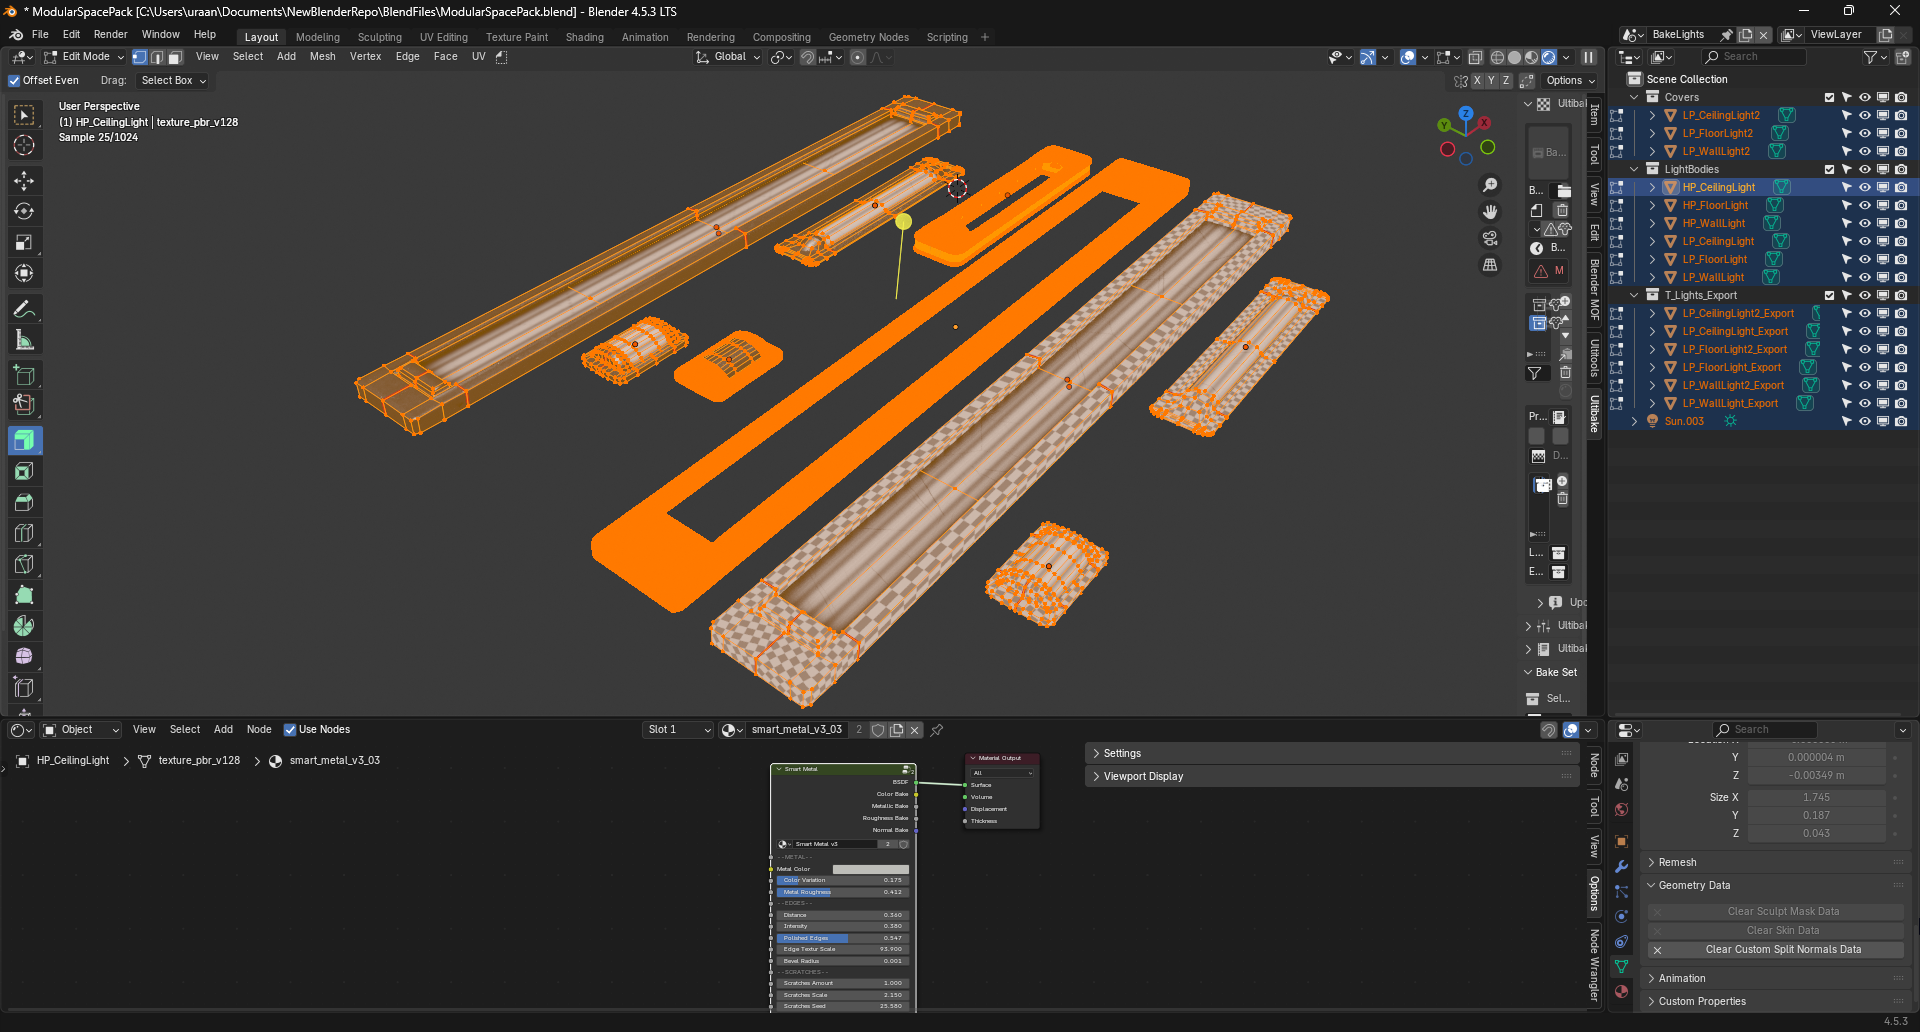 * ModularSpacePack [C:\Users\uraan\Documents\NewBlenderRepo\BlendFiles\ModularSpacePack.blend] - Blender 4.5.3 LTS
File Edit Render Window Help Layout Modeling Sculpting UV Editing Texture Paint Shading Animation Rendering Compositing Geometry Nodes Scripting + BakeLights ViewLayer
Edit Mode View Select Add Mesh Vertex Edge Face UV Global Search
Offset Even Drag: Select Box X Y Z Options
User Perspective
(1) HP_CeilingLight | texture_pbr_v128
Sample 25/1024
Z
Y
X
Ultibal
Ba...
B...
B...
M
Pr...
D...
L...
E...
Upc
Ultibal
Ultibal
Bake Set
Sel...
Item
Tool
View
Edit
Blender MOF
Ultitools
Ultibake
Scene Collection
Covers
LP_CeilingLight2
LP_FloorLight2
LP_WallLight2
LightBodies
HP_CeilingLight
HP_FloorLight
HP_WallLight
LP_CeilingLight
LP_FloorLight
LP_WallLight
T_Lights_Export
LP_CeilingLight2_Export
LP_CeilingLight_Export
LP_FloorLight2_Export
LP_FloorLight_Export
LP_WallLight2_Export
LP_WallLight_Export
Sun.003
Object View Select Add Node Use Nodes Slot 1 smart_metal_v3_03 2
HP_CeilingLight > texture_pbr_v128 > smart_metal_v3_03
Smart Metal
BSDF
Color Bake
Metallic Bake
Roughness Bake
Normal Bake
Smart Metal v3 2
--METAL--
Metal Color
Color Variation 0.175
Metal Roughness 0.412
--EDGES--
Distance 0.360
Intensity 0.380
Polished Edges 0.547
Edge Textur Scale 93.900
Bevel Radius 0.001
--SCRATCHES--
Scratches Amount 1.000
Scratches Scale 2.150
Scratches Seed 25.580
Material Output
All
Surface
Volume
Displacement
Thickness
Settings
Viewport Display
Node
Tool
View
Options
Node Wrangler
Search
Y 0.000004 m
Z -0.00349 m
Size X 1.745
Y 0.187
Z 0.043
Remesh
Geometry Data
Clear Sculpt Mask Data
Clear Skin Data
Clear Custom Split Normals Data
Animation
Custom Properties
4.5.3